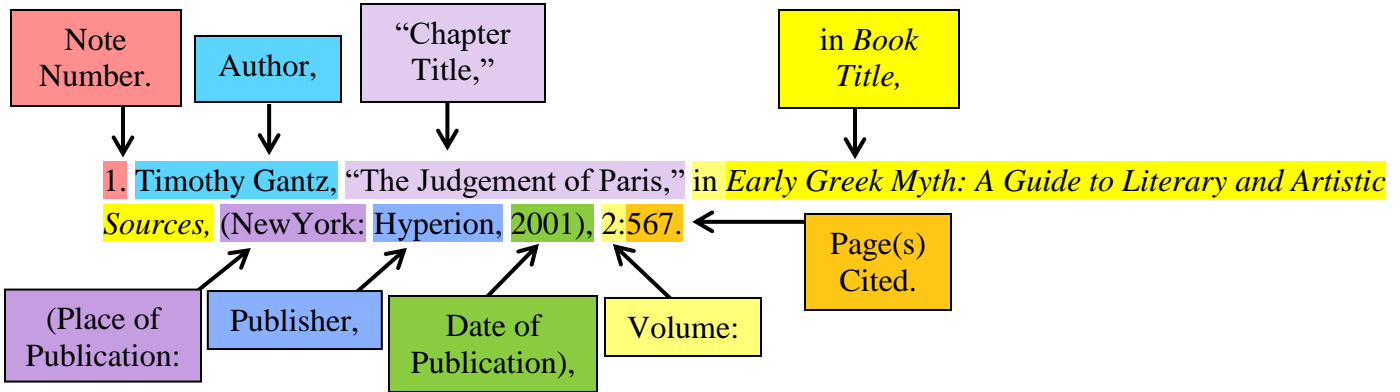 Note
Number.
Author,
“Chapter
Title,”
in Book
Title,
1. Timothy Gantz, “The Judgement of Paris,” in Early Greek Myth: A Guide to Literary and Artistic
Sources, (NewYork: Hyperion, 2001), 2:567.
Page(s)
Cited.
(Place of
Publication:
Publisher,
Date of
Publication),
Volume: